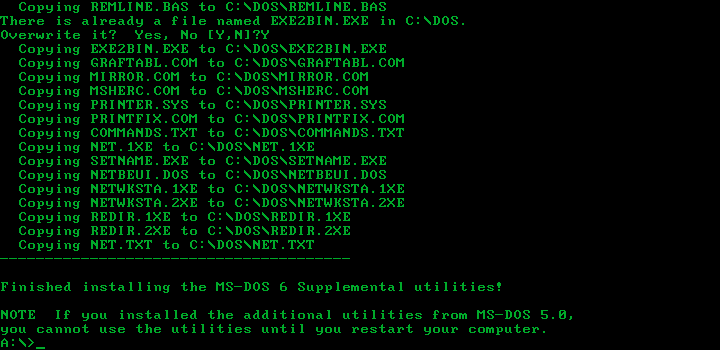 Copying REMLINE.BAS to C:\DOS\REMLINE.BAS
There is already a file named EXE2BIN.EXE in C:\DOS.
Overwrite it?  Yes, No [Y,N]?Y
  Copying EXE2BIN.EXE to C:\DOS\EXE2BIN.EXE
  Copying GRAFTABL.COM to C:\DOS\GRAFTABL.COM
  Copying MIRROR.COM to C:\DOS\MIRROR.COM
  Copying MSHERC.COM to C:\DOS\MSHERC.COM
  Copying PRINTER.SYS to C:\DOS\PRINTER.SYS
  Copying PRINTFIX.COM to C:\DOS\PRINTFIX.COM
  Copying COMMANDS.TXT to C:\DOS\COMMANDS.TXT
  Copying NET.1XE to C:\DOS\NET.1XE
  Copying SETNAME.EXE to C:\DOS\SETNAME.EXE
  Copying NETBEUI.DOS to C:\DOS\NETBEUI.DOS
  Copying NETWKSTA.1XE to C:\DOS\NETWKSTA.1XE
  Copying NETWKSTA.2XE to C:\DOS\NETWKSTA.2XE
  Copying REDIR.1XE to C:\DOS\REDIR.1XE
  Copying REDIR.2XE to C:\DOS\REDIR.2XE
  Copying NET.TXT to C:\DOS\NET.TXT
---------------------------------------
Finished installing the MS-DOS 6 Supplemental utilities!
NOTE  If you installed the additional utilities from MS-DOS 5.0,
you cannot use the utilities until you restart your computer.
A:\>_